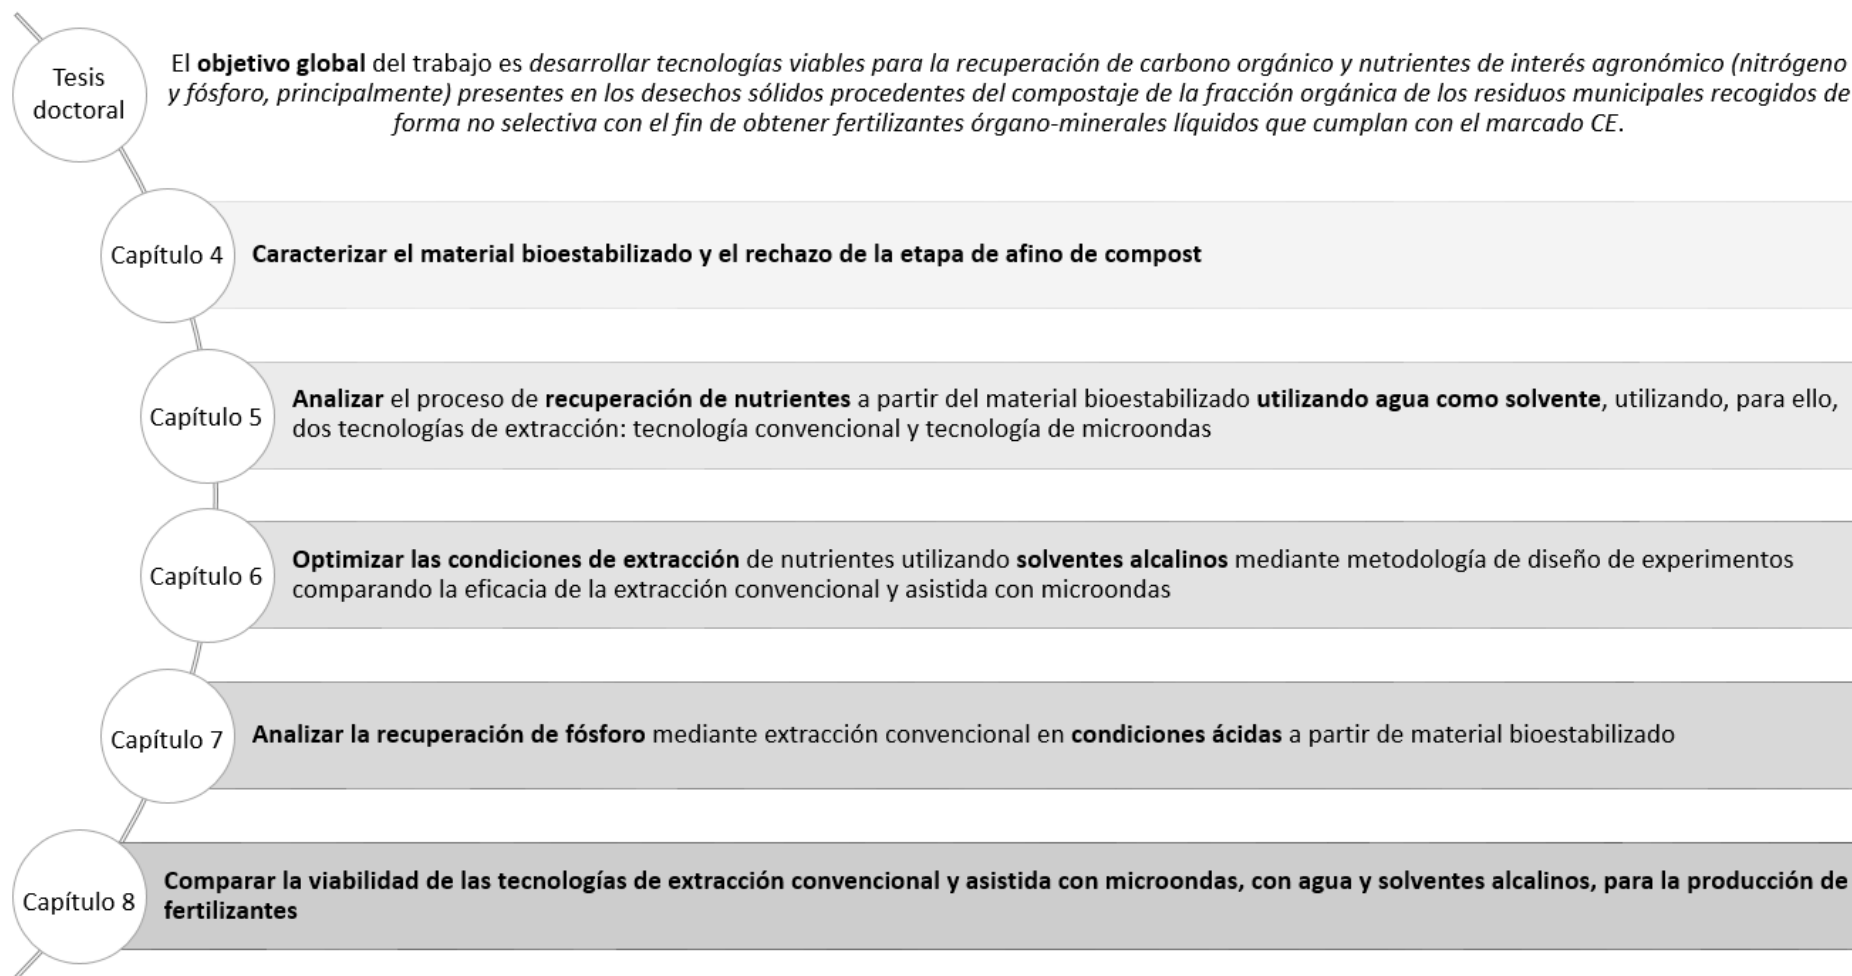 Tesis
doctoral
El objetivo global del trabajo es desarrollar tecnologías viables para la recuperación de carbono orgánico y nutrientes de interés agronómico (nitrógeno
y fósforo, principalmente) presentes en los desechos sólidos procedentes del compostaje de la fracción orgánica de los residuos municipales recogidos de
forma no selectiva con el fin de obtener fertilizantes órgano-minerales líquidos que cumplan con el marcado CE.
Capítulo 4
Caracterizar el material bioestabilizado y el rechazo de la etapa de afino de compost
Capítulo 5
Analizar el proceso de recuperación de nutrientes a partir del material bioestabilizado utilizando agua como solvente, utilizando, para ello,
dos tecnologías de extracción: tecnología convencional y tecnología de microondas
Capítulo 6
Optimizar las condiciones de extracción de nutrientes utilizando solventes alcalinos mediante metodología de diseño de experimentos
comparando la eficacia de la extracción convencional y asistida con microondas
Capítulo 7
Analizar la recuperación de fósforo mediante extracción convencional en condiciones ácidas a partir de material bioestabilizado
Capítulo 8
Comparar la viabilidad de las tecnologías de extracción convencional y asistida con microondas, con agua y solventes alcalinos, para la producción de
fertilizantes